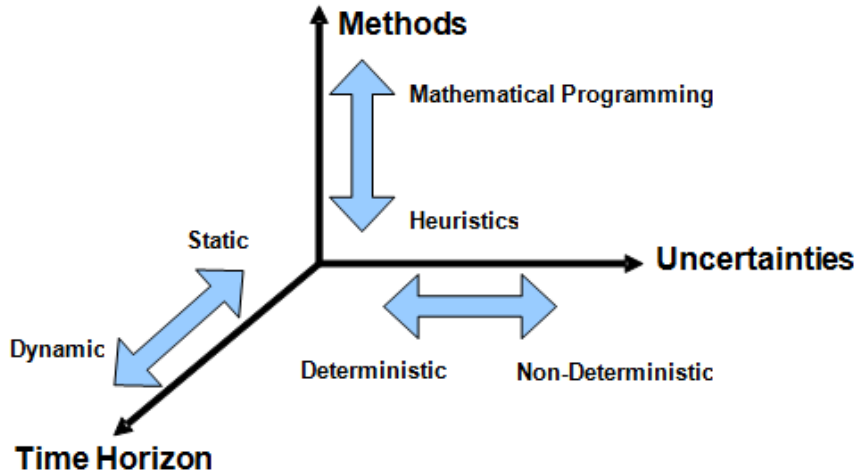 Methods
Mathematical Programming
Heuristics
Static
Uncertainties
Dynamic
Deterministic
Non-Deterministic
Time Horizon